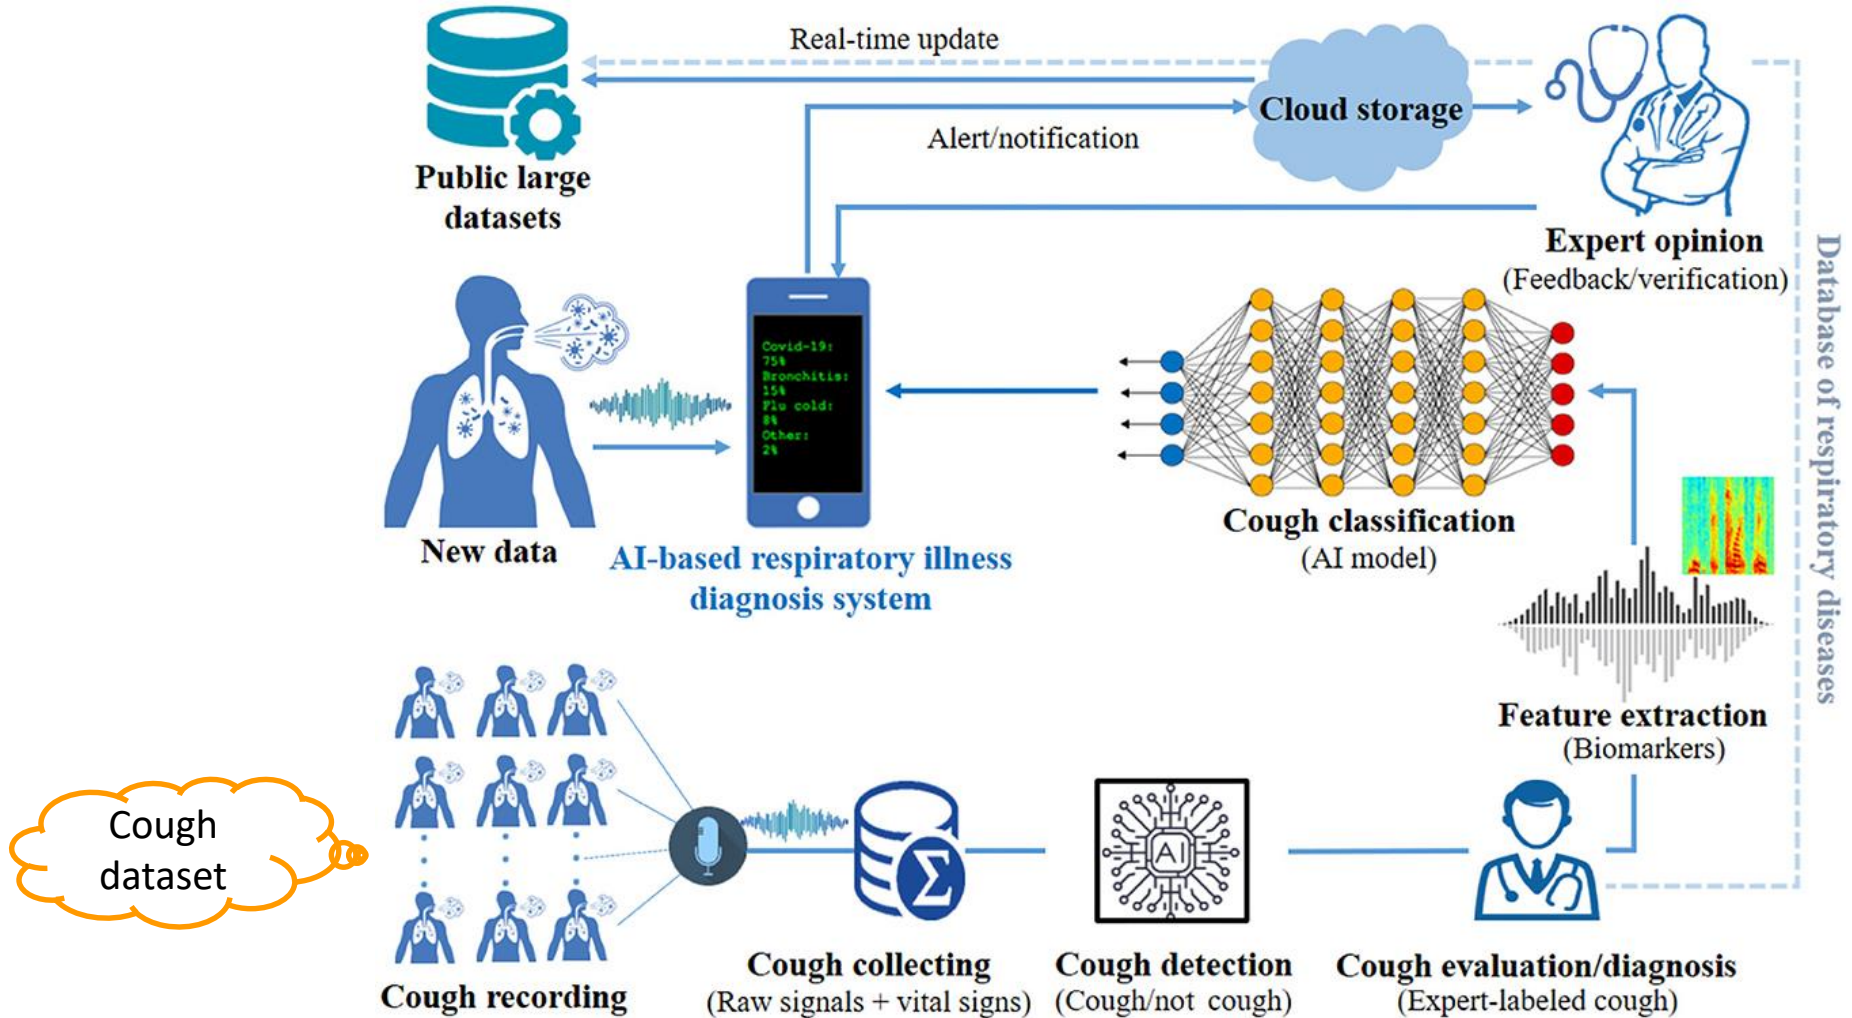 Real-time update
Cloud storage
Alert/notification
Public large
datasets
Expert opinion
(Feedback/verification)
Database of respiratory diseases
Covid-19:
75%
Bronchitis:
15%
Flu cold:
8%
Other:
2%
New data
AI-based respiratory illness
diagnosis system
Cough classification
(AI model)
Feature extraction
(Biomarkers)
Cough
dataset
Σ
AI
Cough recording
Cough collecting
(Raw signals + vital signs)
Cough detection
(Cough/not cough)
Cough evaluation/diagnosis
(Expert-labeled cough)